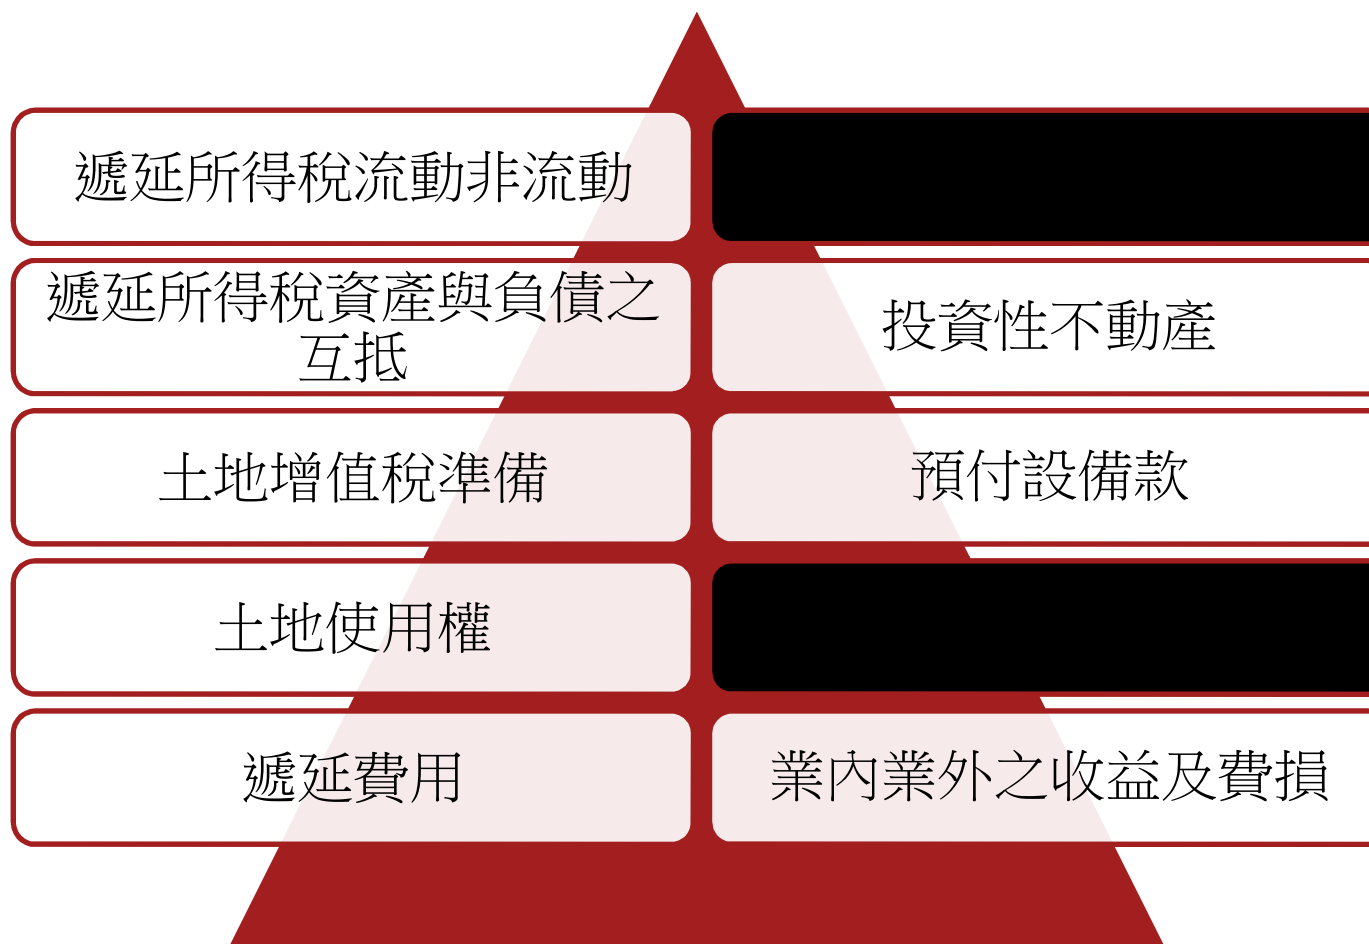 遞延所得稅流動非流動
遞延所得稅資產與負債之
互抵
土地增值稅準備
土地使用權
遞延費用
投資性不動產
預付設備款
業內業外之收益及費損